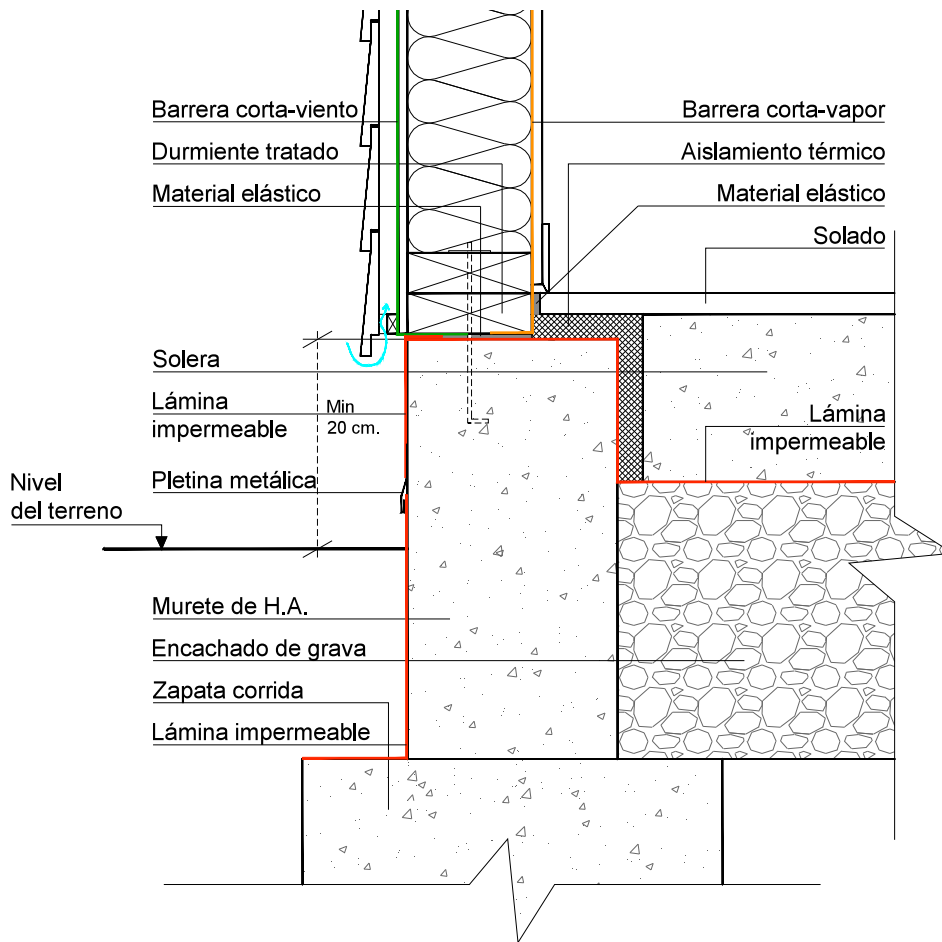 Barrera corta-viento
Durmiente tratado
Material elástico
Barrera corta-vapor
Aislamiento térmico
Material elástico
Solado
Solera
Lámina
impermeable
Min
20 cm.
Pletina metálica
Nivel
del terreno
Lámina
impermeable
Murete de H.A.
Encachado de grava
Zapata corrida
Lámina impermeable